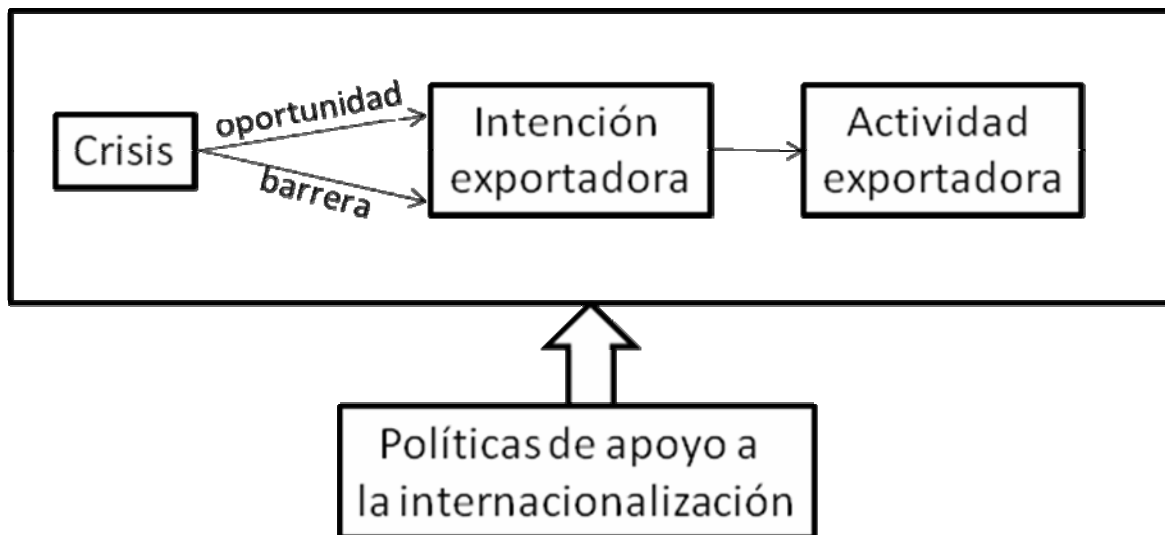 Crisis
oportunidad
barrera
Intención
exportadora
Actividad
exportadora
Políticas de apoyo a
la internacionalización